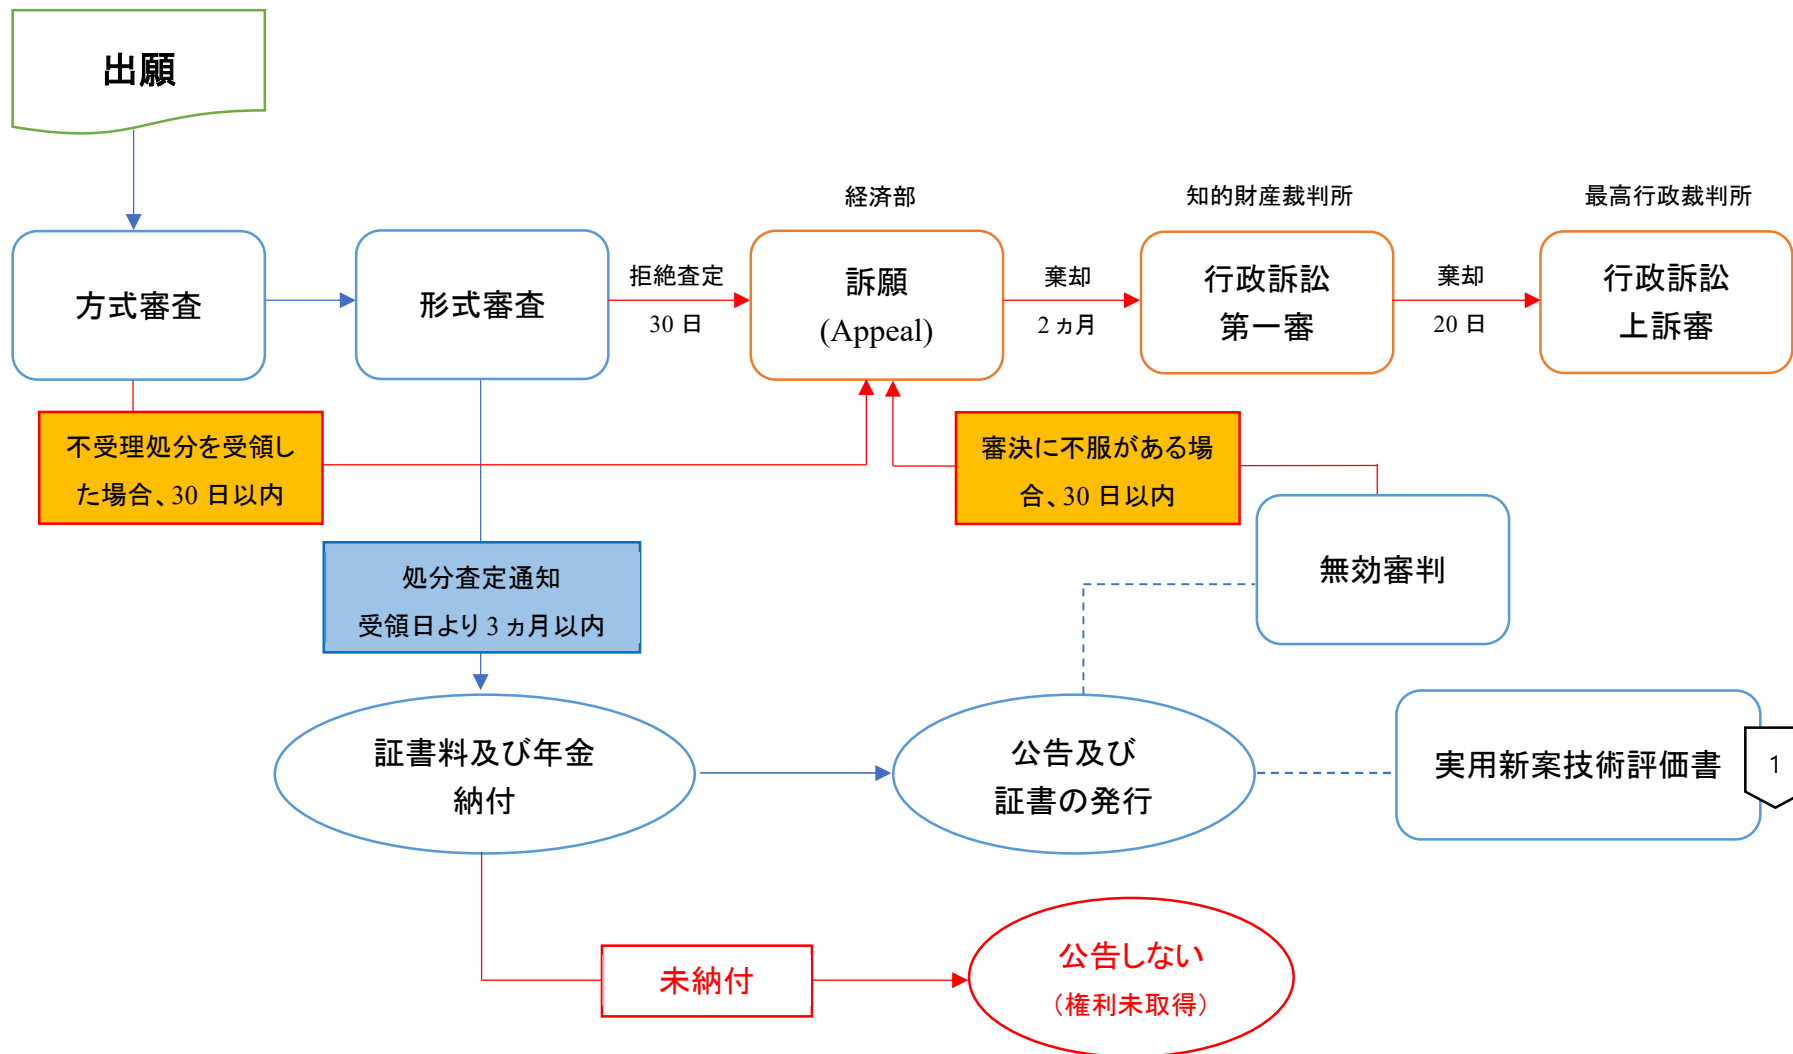 出願
経済部
知的財産裁判所
最高行政裁判所
方式審査
形式審査
拒絶査定
30 日
訴願
(Appeal)
棄却
2 ヵ月
行政訴訟
第一審
棄却
20 日
行政訴訟
上訴審
不受理処分を受領し
た場合、30 日以内
審決に不服がある場
合、30 日以内
無効審判
処分査定通知
受領日より 3 ヵ月以内
証書料及び年金
納付
公告及び
証書の発行
実用新案技術評価書
1
未納付
公告しない
（権利未取得）